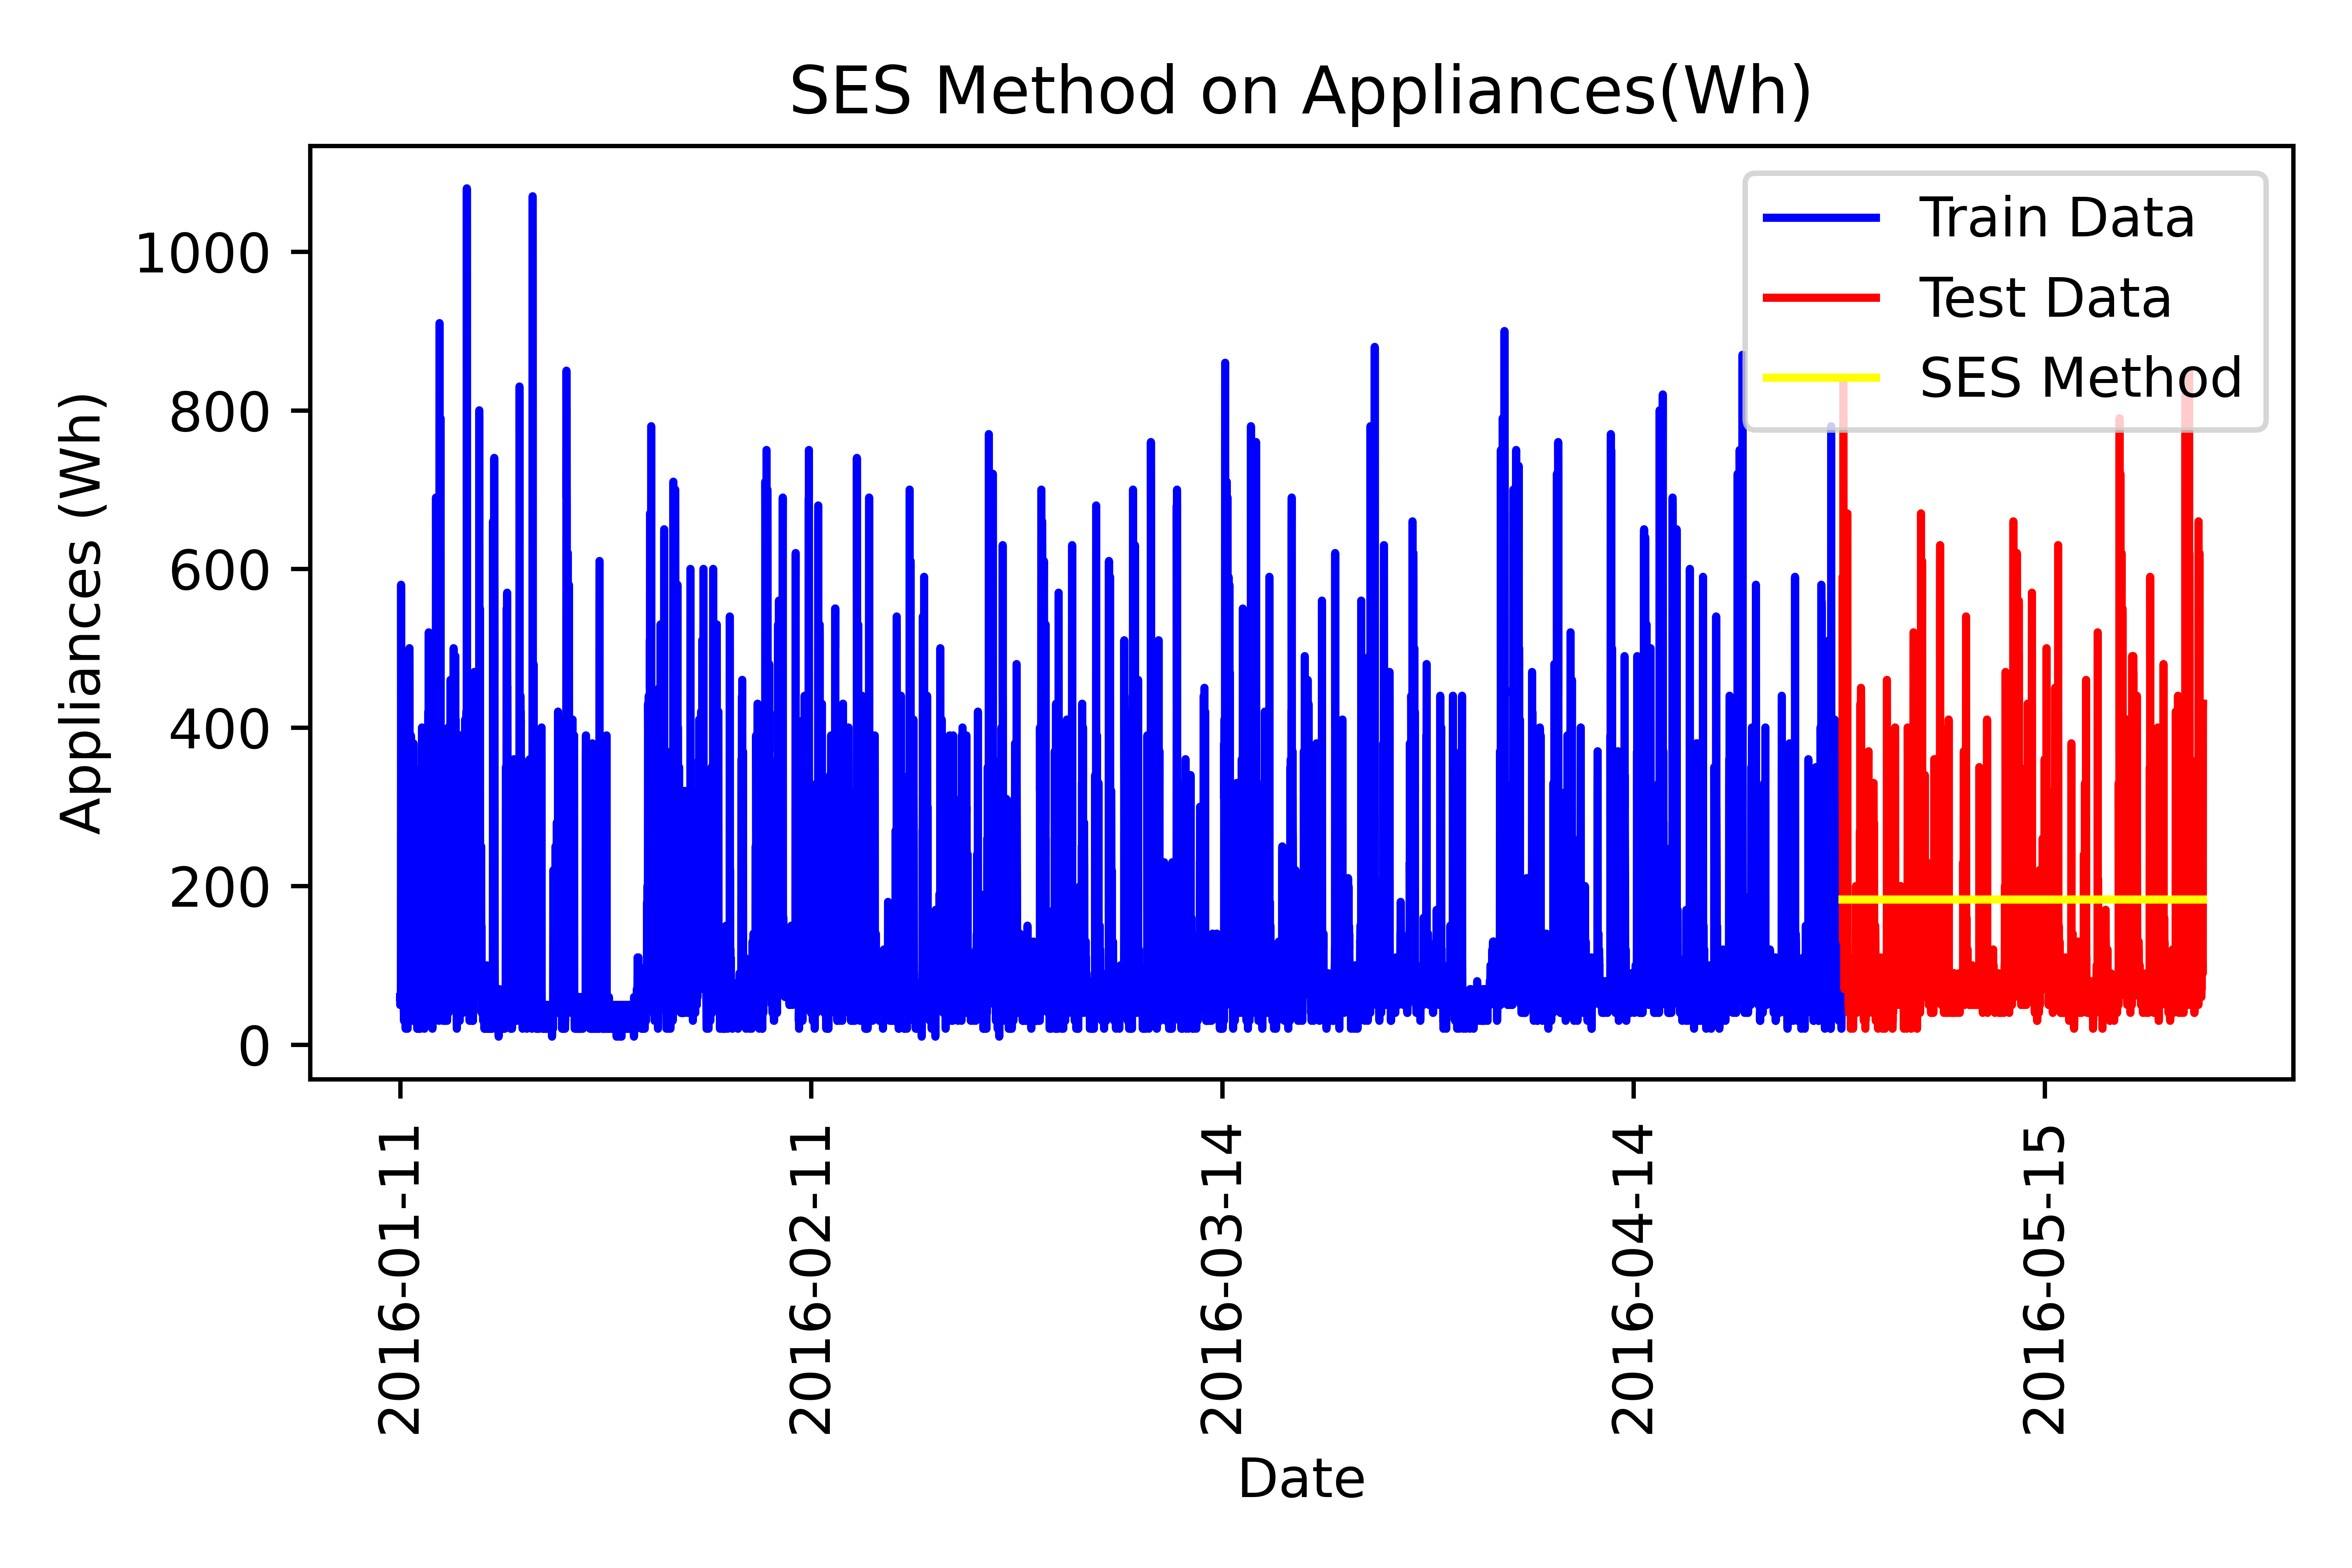 SES Method on Appliances(Wh)
Train Data
Test Data
SES Method
Appliances (Wh)
1000
800
600
400
200
0
2016-01-11
2016-02-11
2016-03-14
2016-04-14
2016-05-15
Date